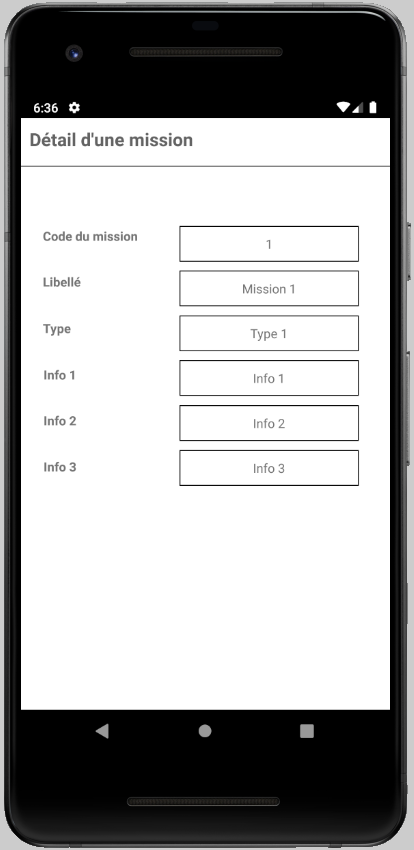 6:36
Détail d'une mission
Code du mission 1
Libellé Mission 1
Type Type 1
Info 1 Info 1
Info 2 Info 2
Info 3 Info 3